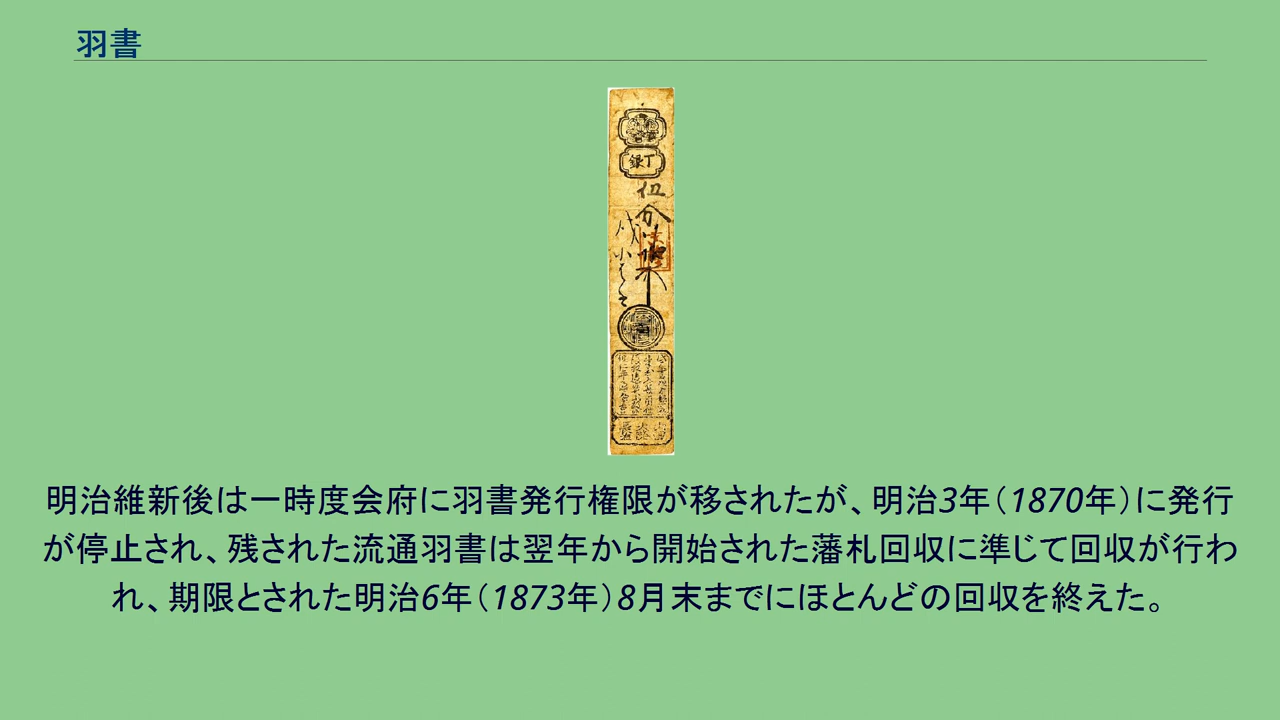 羽書
丁銀
明治維新後は一時度会府に羽書発行権限が移されたが、明治3年（1870年）に発行
が停止され、残された流通羽書は翌年から開始された藩札回収に準じて回収が行わ
れ、期限とされた明治6年（1873年）8月末までにほとんどの回収を終えた。